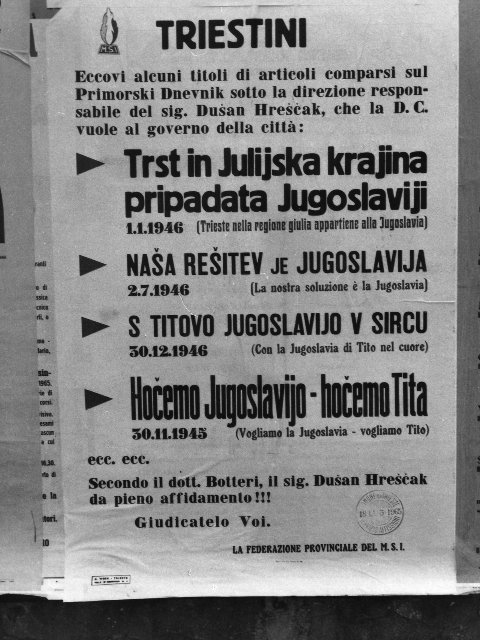 M.S.I.
TRIESTINI
Eccovi alcuni titoli di articoli comparsi sul
Primorski Dnevnik sotto la direzione respon-
sabile del sig. Dušan Hreščak, che la D. C.
vuole al governo della città:
Trst in Julijska krajina
pripadata Jugoslaviji
1.1.1946 (Trieste nella regione giulia appartiene alla Jugoslavia)
NAŠA REŠITEV JE JUGOSLAVIJA
2.7.1946 (La nostra soluzione è la Jugoslavia)
S TITOVO JUGOSLAVIJO V SIRCU
30.12.1946 (Con la Jugoslavia di Tito nel cuore)
Hočemo Jugoslavijo - hočemo Tita
30.11.1945 (Vogliamo la Jugoslavia - vogliamo Tito)
ecc. ecc.
Secondo il dott. Botteri, il sig. Dušan Hreščak
da pieno affidamento!!!
Giudicatelo Voi.
LA FEDERAZIONE PROVINCIALE DEL M. S. I.